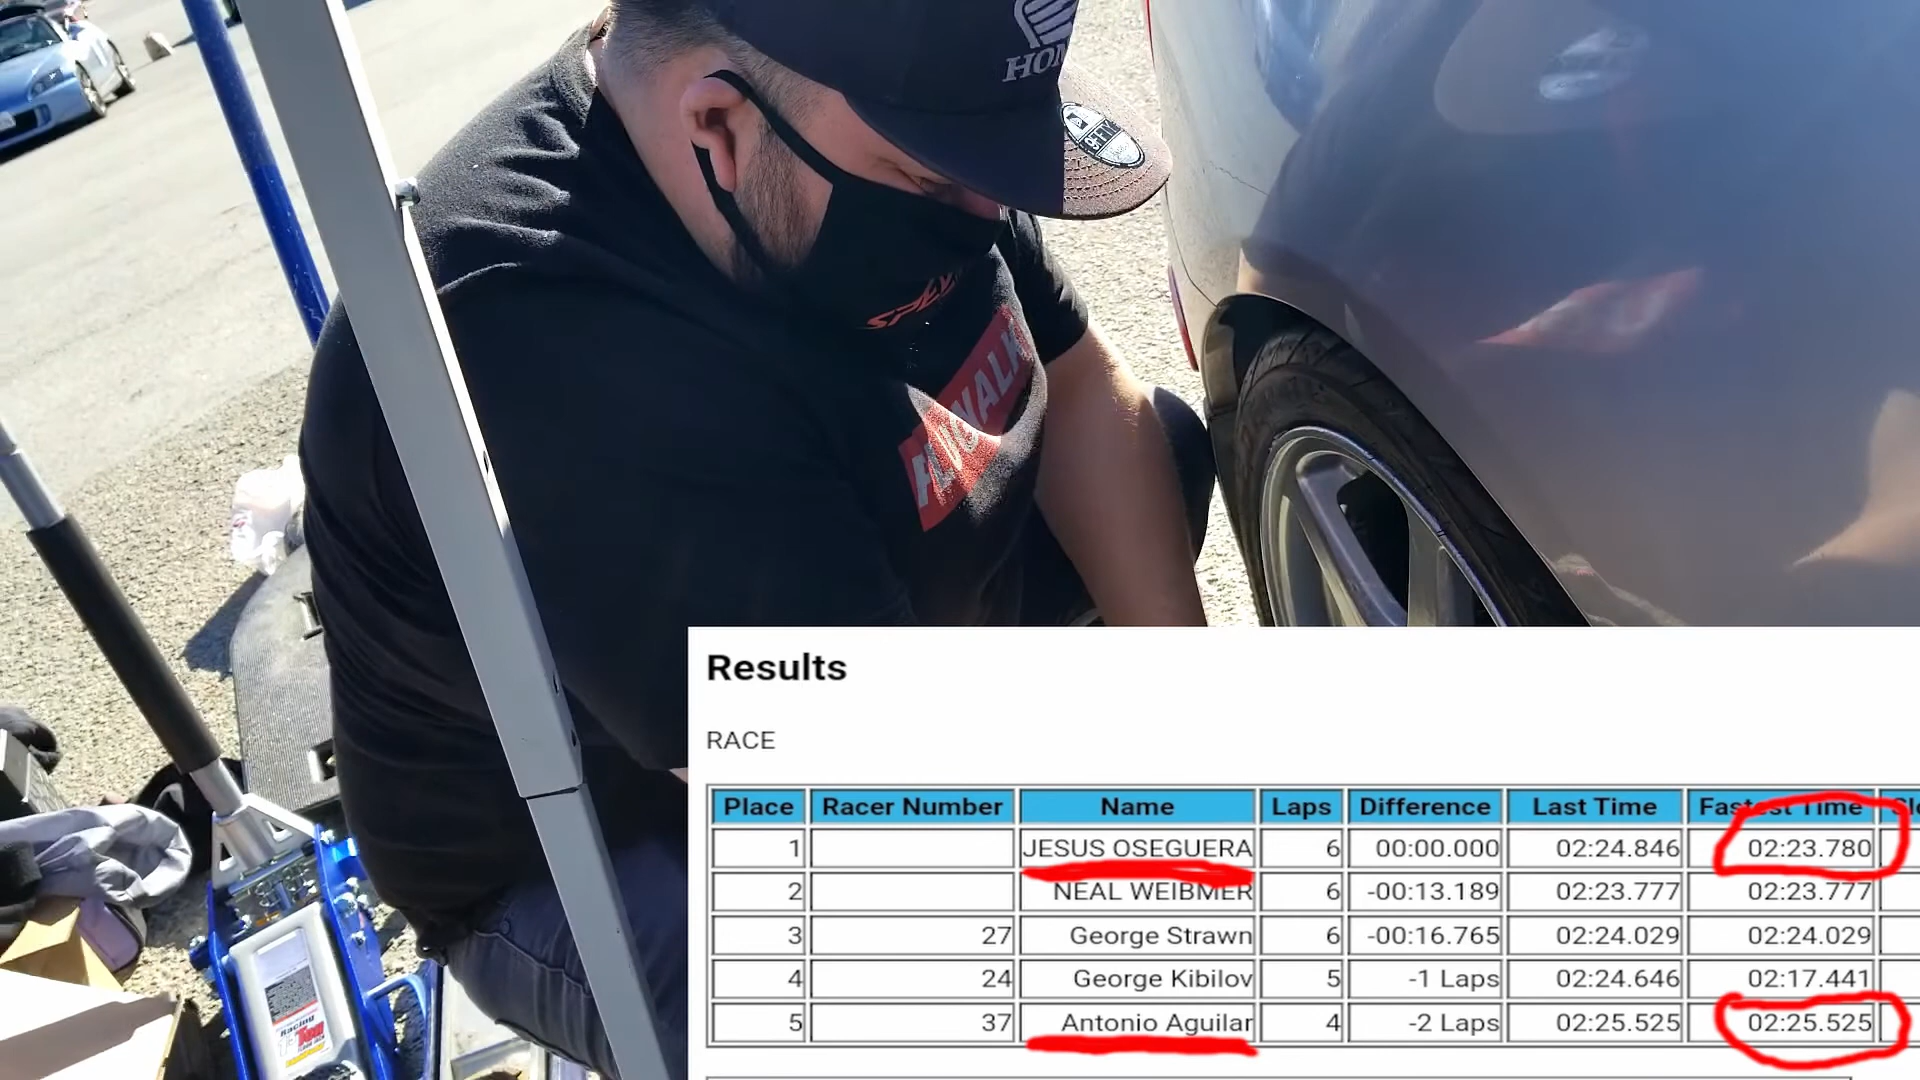 HON
9FIFTY
FLOWALK
Racing
Results
RACE
Place Racer Number Name Laps Difference Last Time Fastest Time
1 JESUS OSEGUERA 6 00:00.000 02:24.846 02:23.780
2 NEAL WEIBMER 6 -00:13.189 02:23.777 02:23.777
3 27 George Strawn 6 -00:16.765 02:24.029 02:24.029
4 24 George Kibilov 5 -1 Laps 02:24.646 02:17.441
5 37 Antonio Aguilar 4 -2 Laps 02:25.525 02:25.525